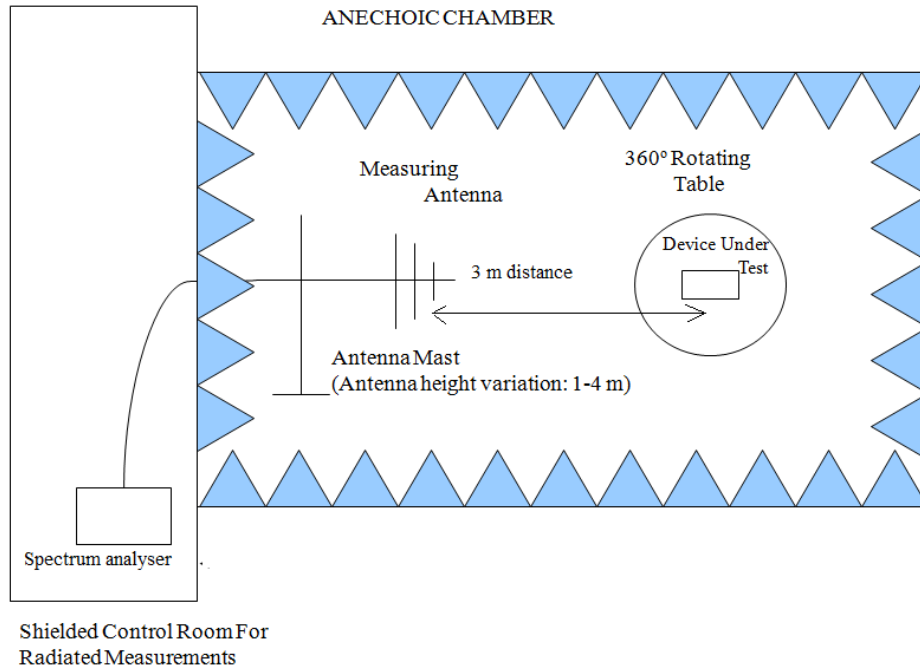 ANECHOIC CHAMBER
Measuring
Antenna
360º Rotating
Table
Device Under
Test
3 m distance
Antenna Mast
(Antenna height variation: 1-4 m)
Spectrum analyser
Shielded Control Room For
Radiated Measurements